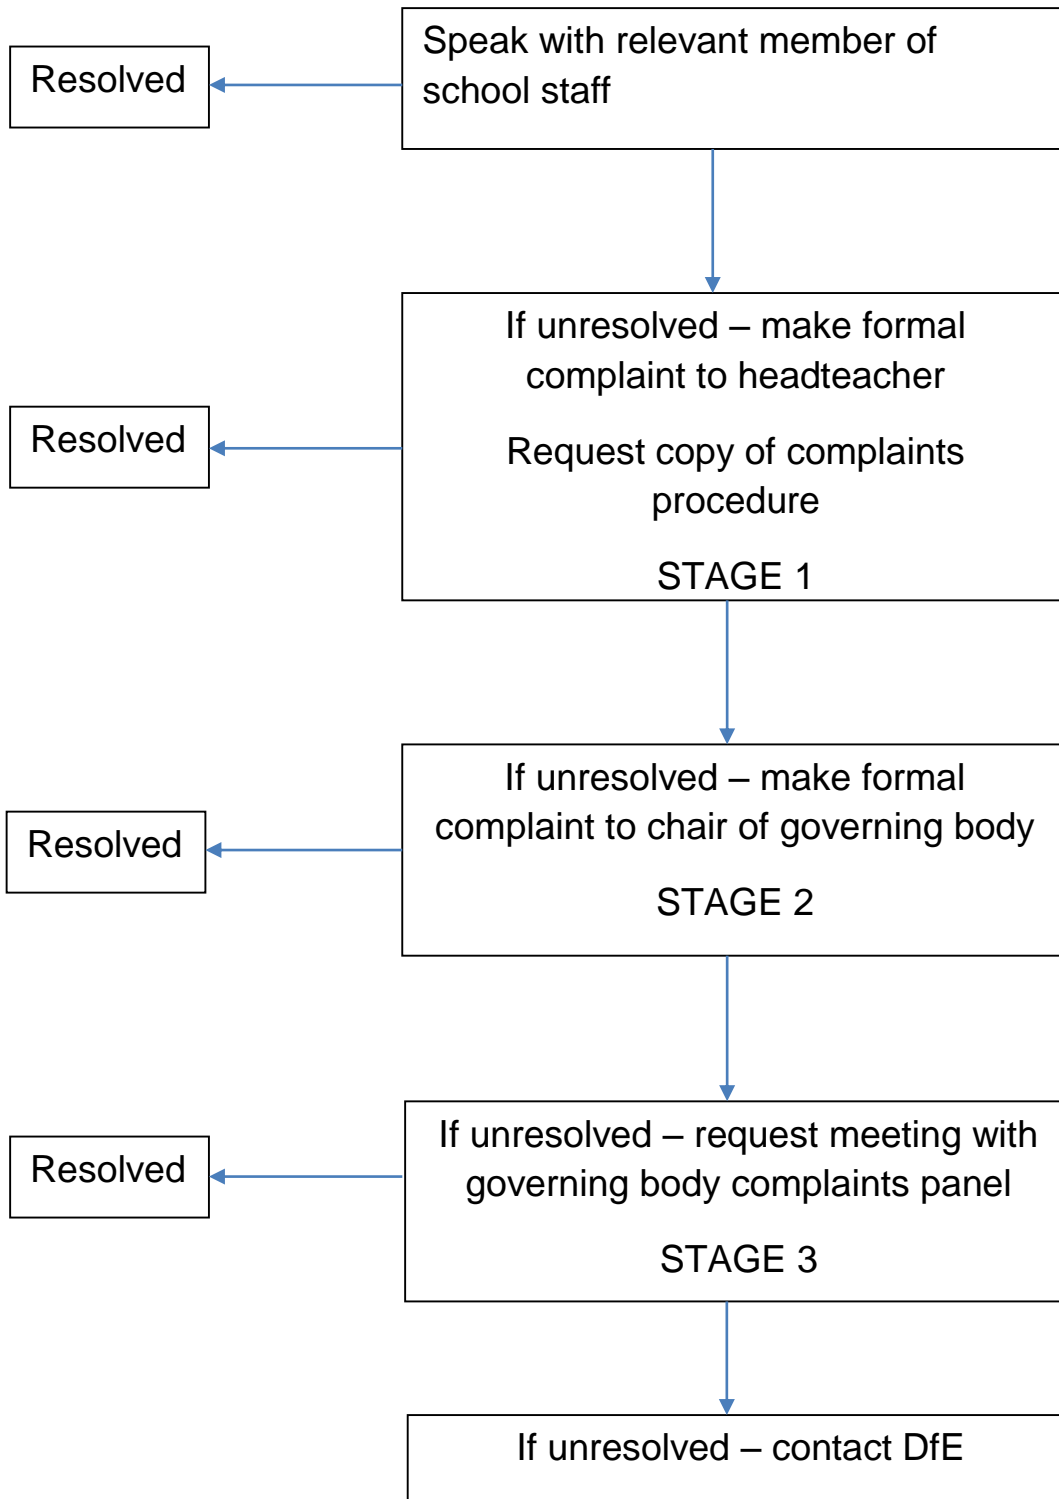 Resolved
Speak with relevant member of
school staff
If unresolved – make formal
complaint to headteacher
Resolved
Request copy of complaints
procedure
STAGE 1
If unresolved – make formal
complaint to chair of governing body
Resolved
STAGE 2
If unresolved – request meeting with
governing body complaints panel
Resolved
STAGE 3
If unresolved – contact DfE